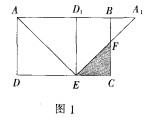 A D₁ B A₁
F
D E C
图 1